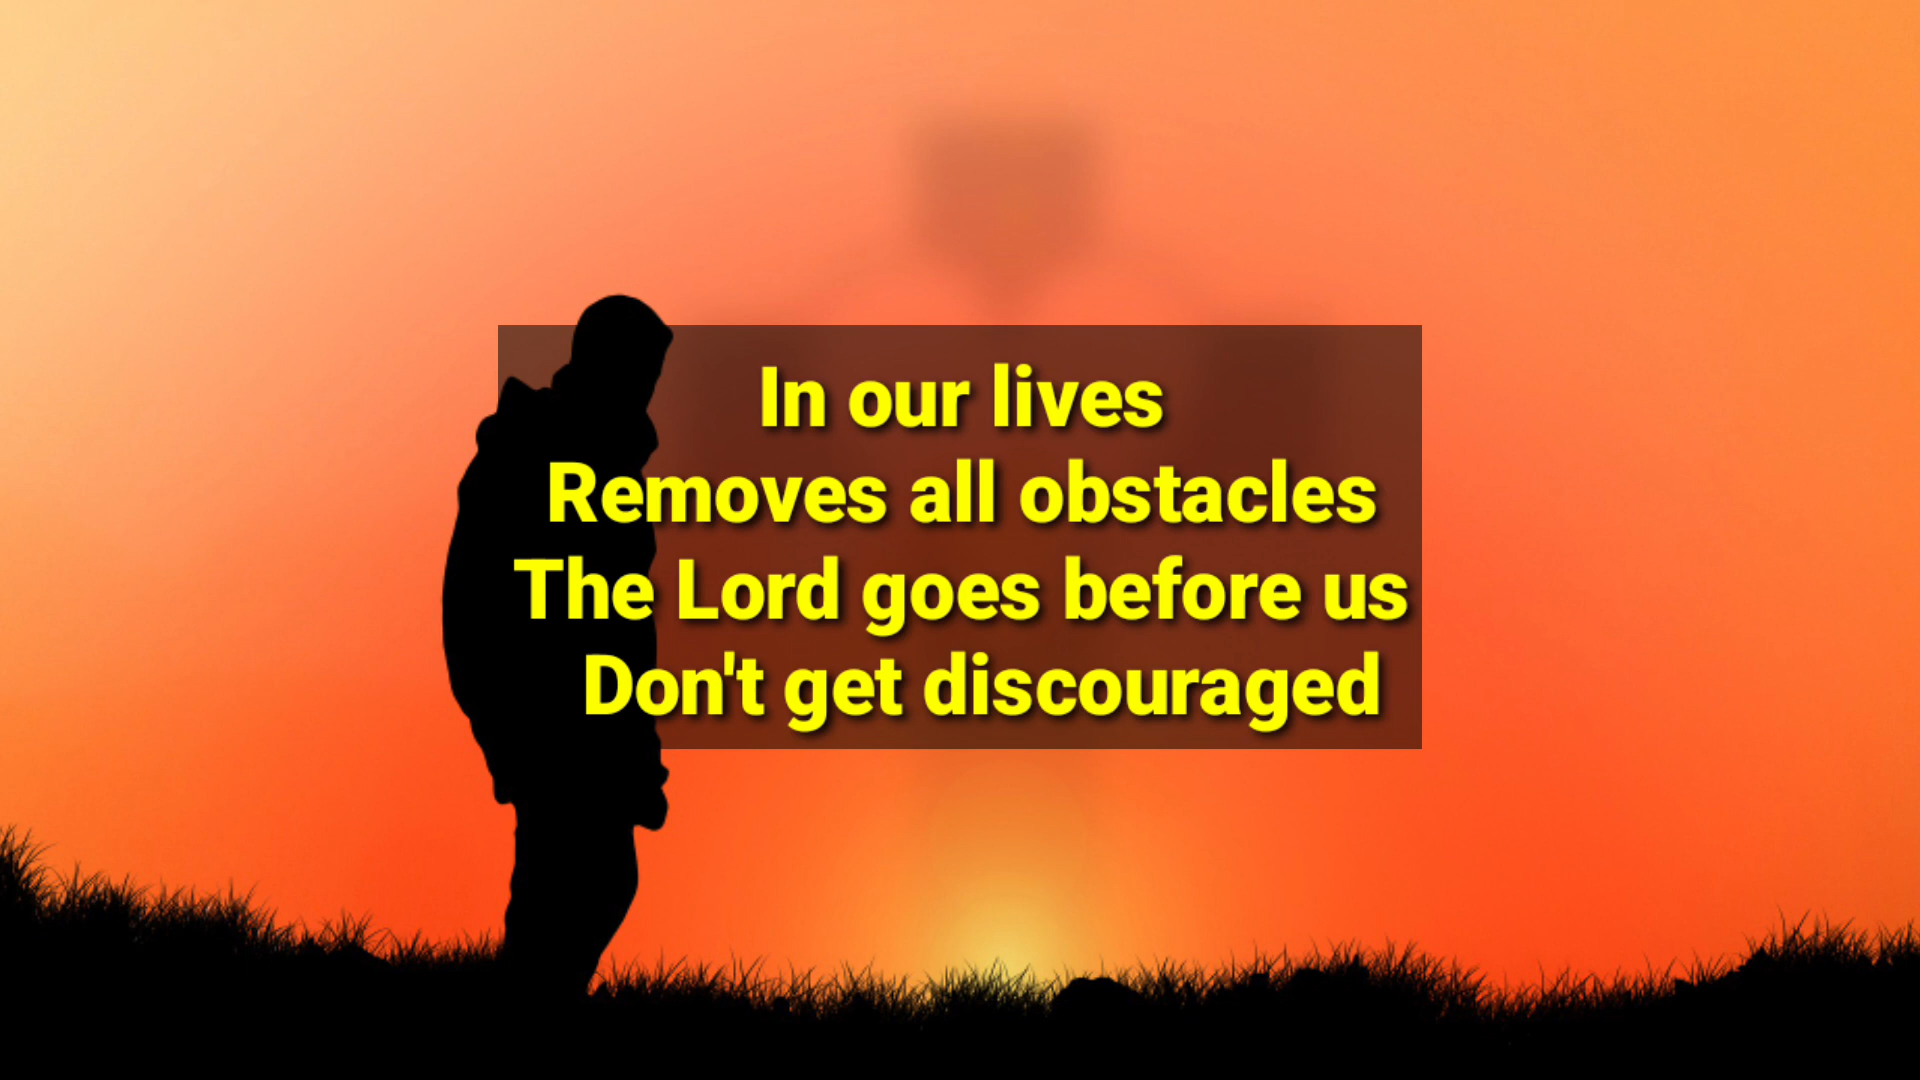 In our lives
Removes all obstacles
The Lord goes before us
Don't get discouraged